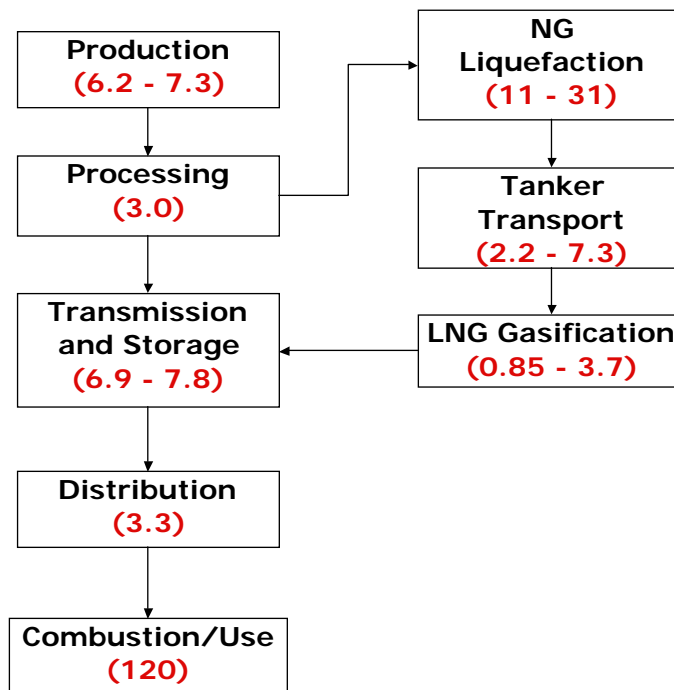 Production
(6.2 - 7.3)
Processing
(3.0)
Transmission
and Storage
(6.9 - 7.8)
Distribution
(3.3)
Combustion/Use
(120)
NG
Liquefaction
(11 - 31)
Tanker
Transport
(2.2 - 7.3)
LNG Gasification
(0.85 - 3.7)